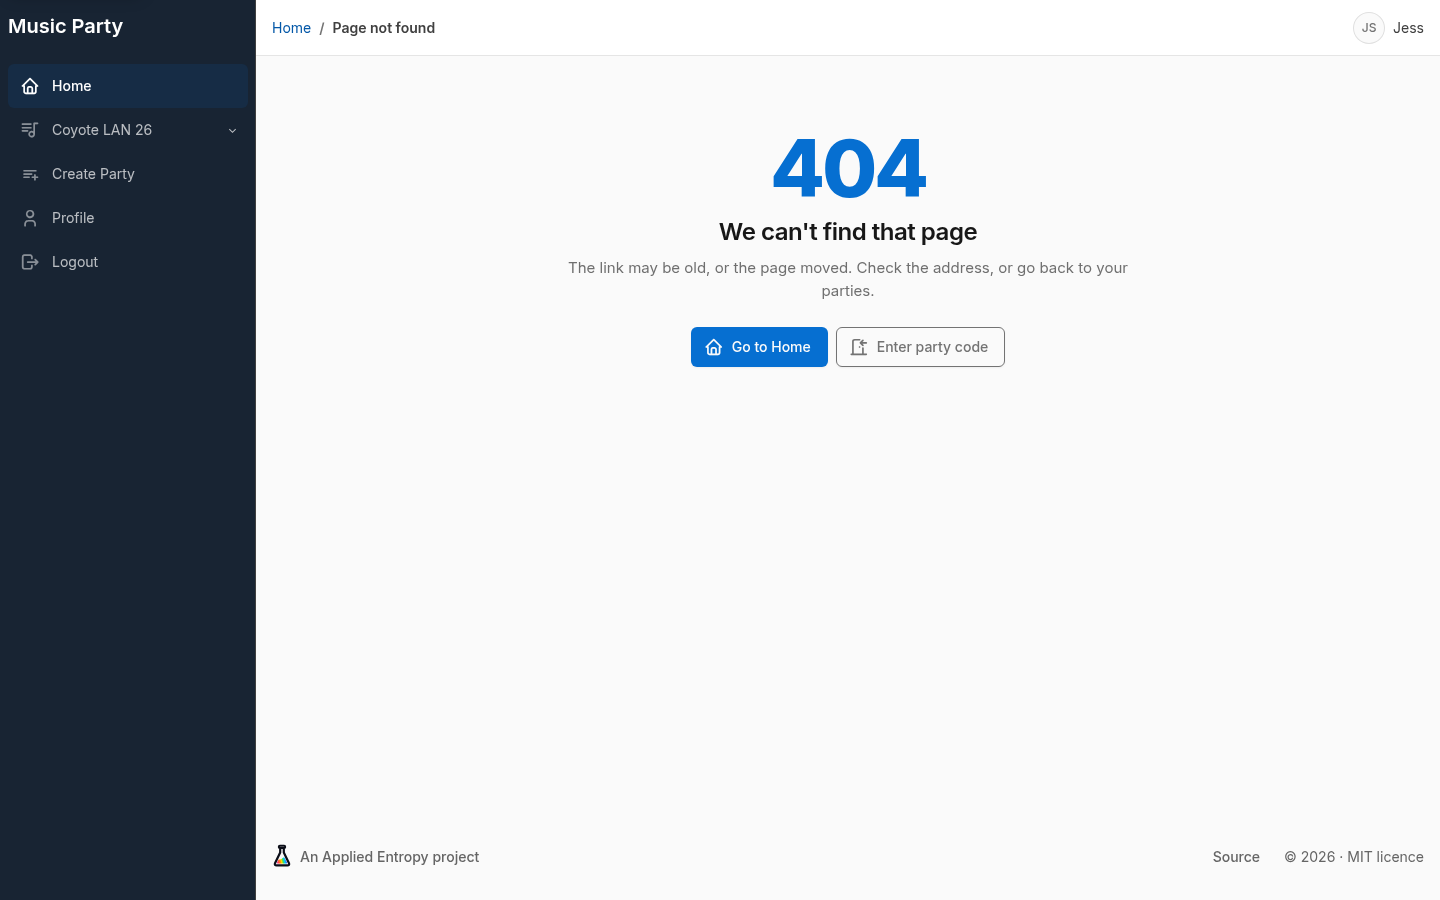 Music Party
Home
Coyote LAN 26
Create Party
Profile
Logout
Home / Page not found
JS Jess
404
We can't find that page
The link may be old, or the page moved. Check the address, or go back to your
parties.
Go to Home
Enter party code
An Applied Entropy project
Source
© 2026 · MIT licence